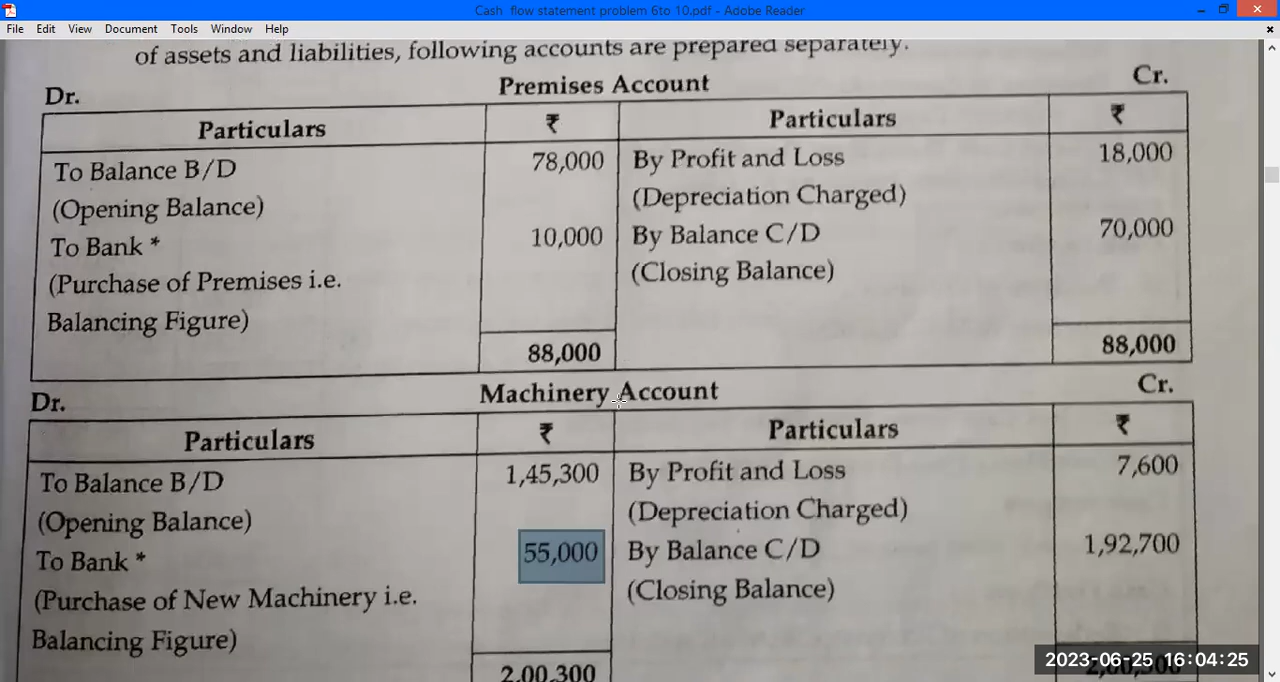 Cash flow statement problem 6to 10.pdf - Adobe Reader
File Edit View Document Tools Window Help
of assets and liabilities, following accounts are prepared separately.
Dr. Premises Account Cr.
Particulars ₹ Particulars ₹
To Balance B/D 78,000 By Profit and Loss 18,000
(Opening Balance) (Depreciation Charged)
To Bank * 10,000 By Balance C/D 70,000
(Purchase of Premises i.e. (Closing Balance)
Balancing Figure)
88,000 88,000
Dr. Machinery Account Cr.
Particulars ₹ Particulars ₹
To Balance B/D 1,45,300 By Profit and Loss 7,600
(Opening Balance) (Depreciation Charged)
To Bank * 55,000 By Balance C/D 1,92,700
(Purchase of New Machinery i.e. (Closing Balance)
Balancing Figure)
2,00,300
2023-06-25 16:04:25